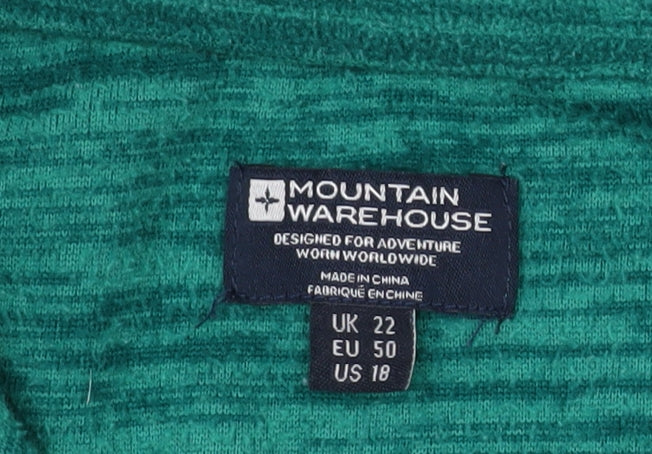 MOUNTAIN
WAREHOUSE
DESIGNED FOR ADVENTURE
WORN WORLDWIDE
MADE IN CHINA
FABRIQUÉ EN CHINE
UK 22
EU 50
US 18